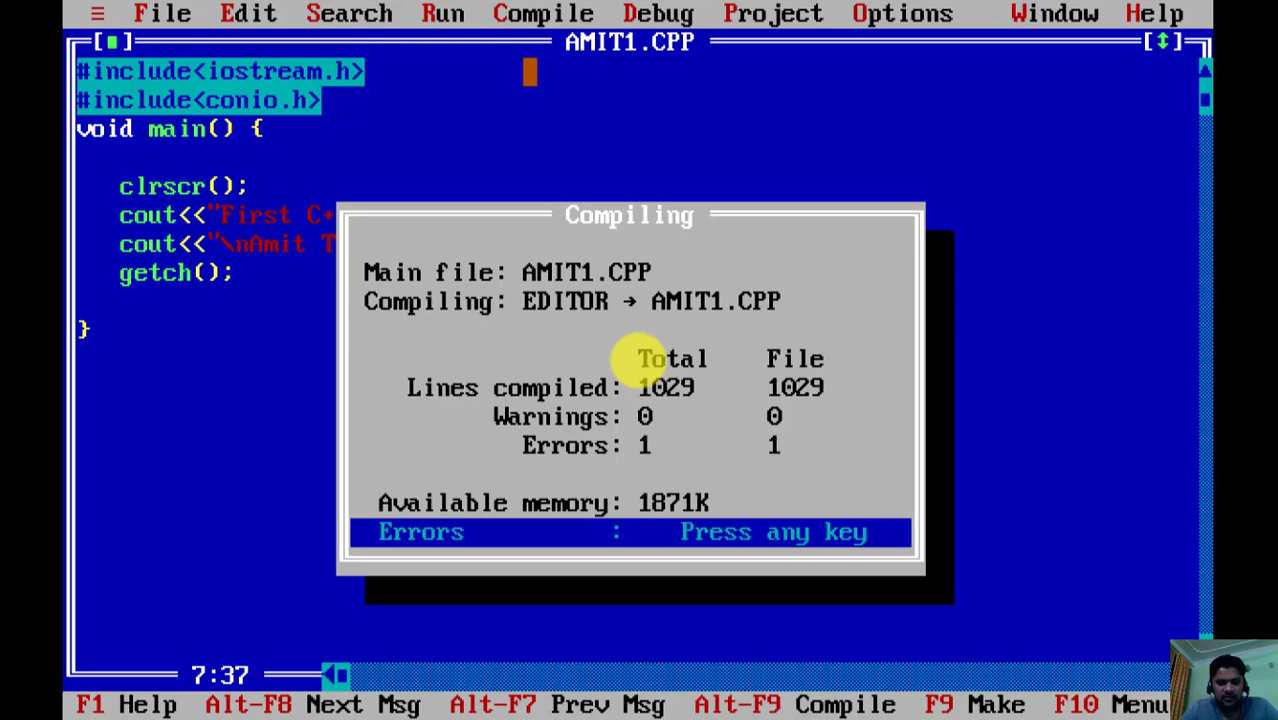 ≡ File Edit Search Run Compile Debug Project Options Window Help
[■] AMIT1.CPP [↕]
#include<iostream.h>
#include<conio.h>
void main() {
clrscr();
cout<<"First C+
cout<<"\nAmit T
getch();
}
Compiling
Main file: AMIT1.CPP
Compiling: EDITOR → AMIT1.CPP
Total File
Lines compiled: 1029 1029
Warnings: 0 0
Errors: 1 1
Available memory: 1871K
Errors : Press any key
7:37
F1 Help Alt-F8 Next Msg Alt-F7 Prev Msg Alt-F9 Compile F9 Make F10 Menu